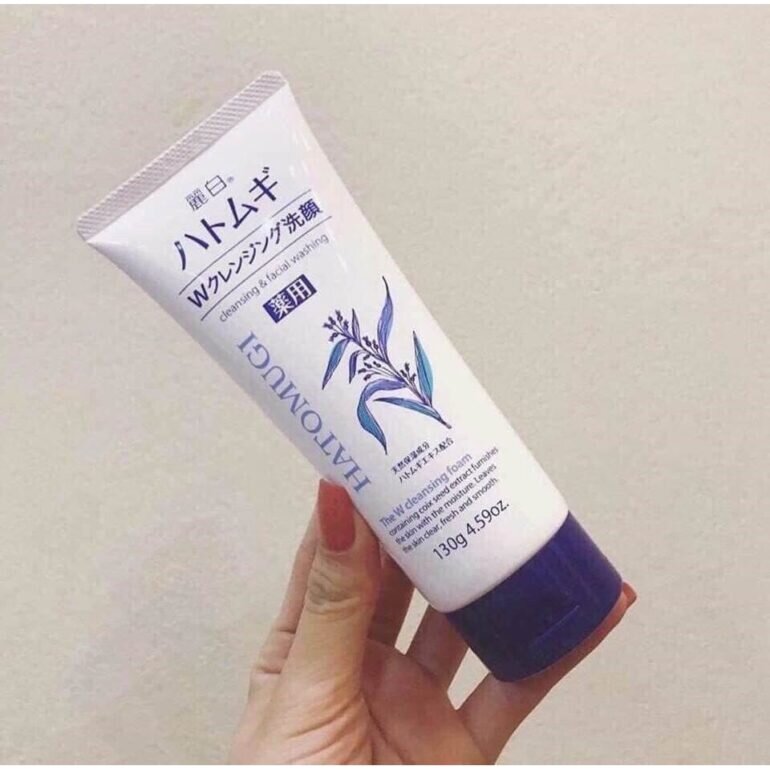 麗白®
ハトムギ
Wクレンジング洗顔
cleansing & facial washing
薬用
HATOMUGI
天然保湿成分
ハトムギエキス配合
The W cleansing foam
containing coix seed extract furnishes
the skin with the moisture. Leaves
the skin clear, fresh and smooth.
130g 4.59oz.